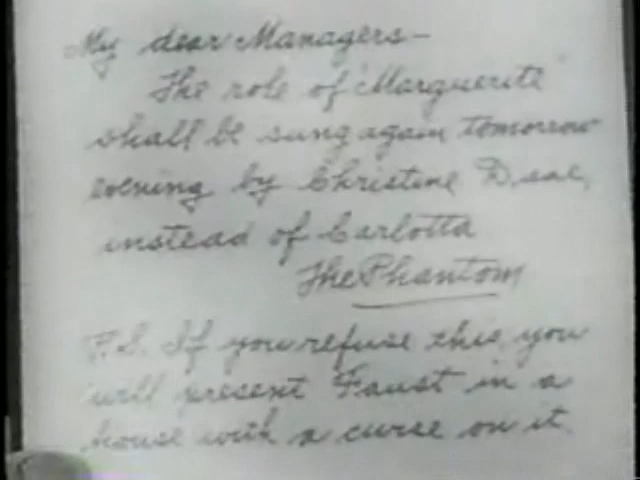 My dear Managers—
The role of "Marguerite"
shall be sung again tomorrow
evening by Christine Daae,
instead of Carlotta
The Phantom
P.S. If you refuse this, you
will present Faust in a
house with a curse on it.